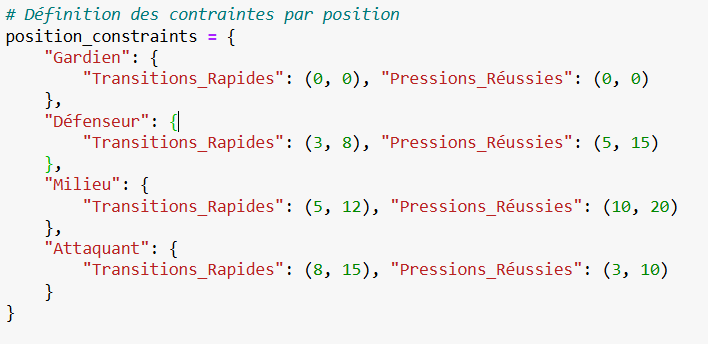 # Définition des contraintes par position
position_constraints = {
    "Gardien": {
        "Transitions_Rapides": (0, 0), "Pressions_Réussies": (0, 0)
    },
    "Défenseur": {
        "Transitions_Rapides": (3, 8), "Pressions_Réussies": (5, 15)
    },
    "Milieu": {
        "Transitions_Rapides": (5, 12), "Pressions_Réussies": (10, 20)
    },
    "Attaquant": {
        "Transitions_Rapides": (8, 15), "Pressions_Réussies": (3, 10)
    }
}